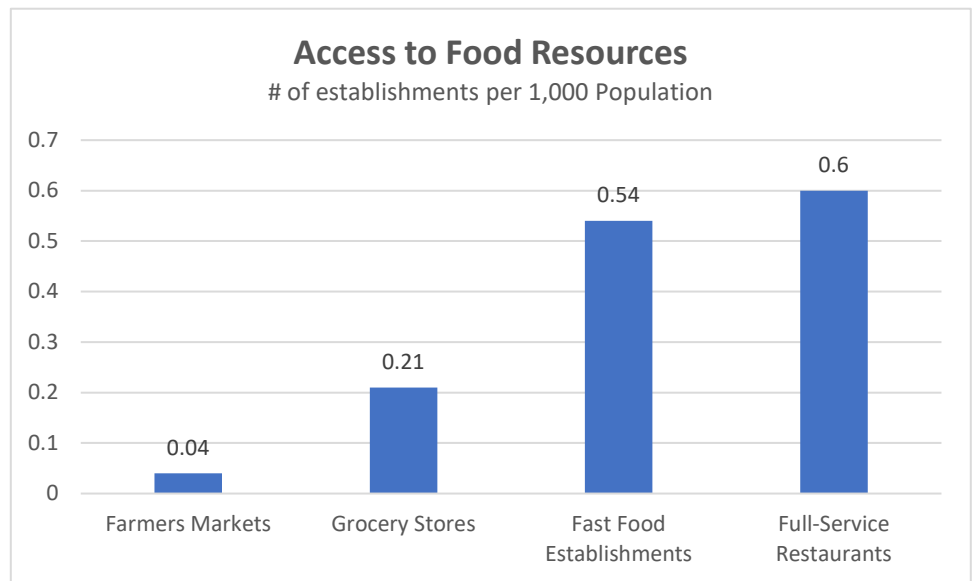 Access to Food Resources
# of establishments per 1,000 Population
0.7
0.6
0.5
0.4
0.3
0.2
0.1
0
0.04
0.21
0.54
0.6
Farmers Markets
Grocery Stores
Fast Food
Establishments
Full-Service
Restaurants